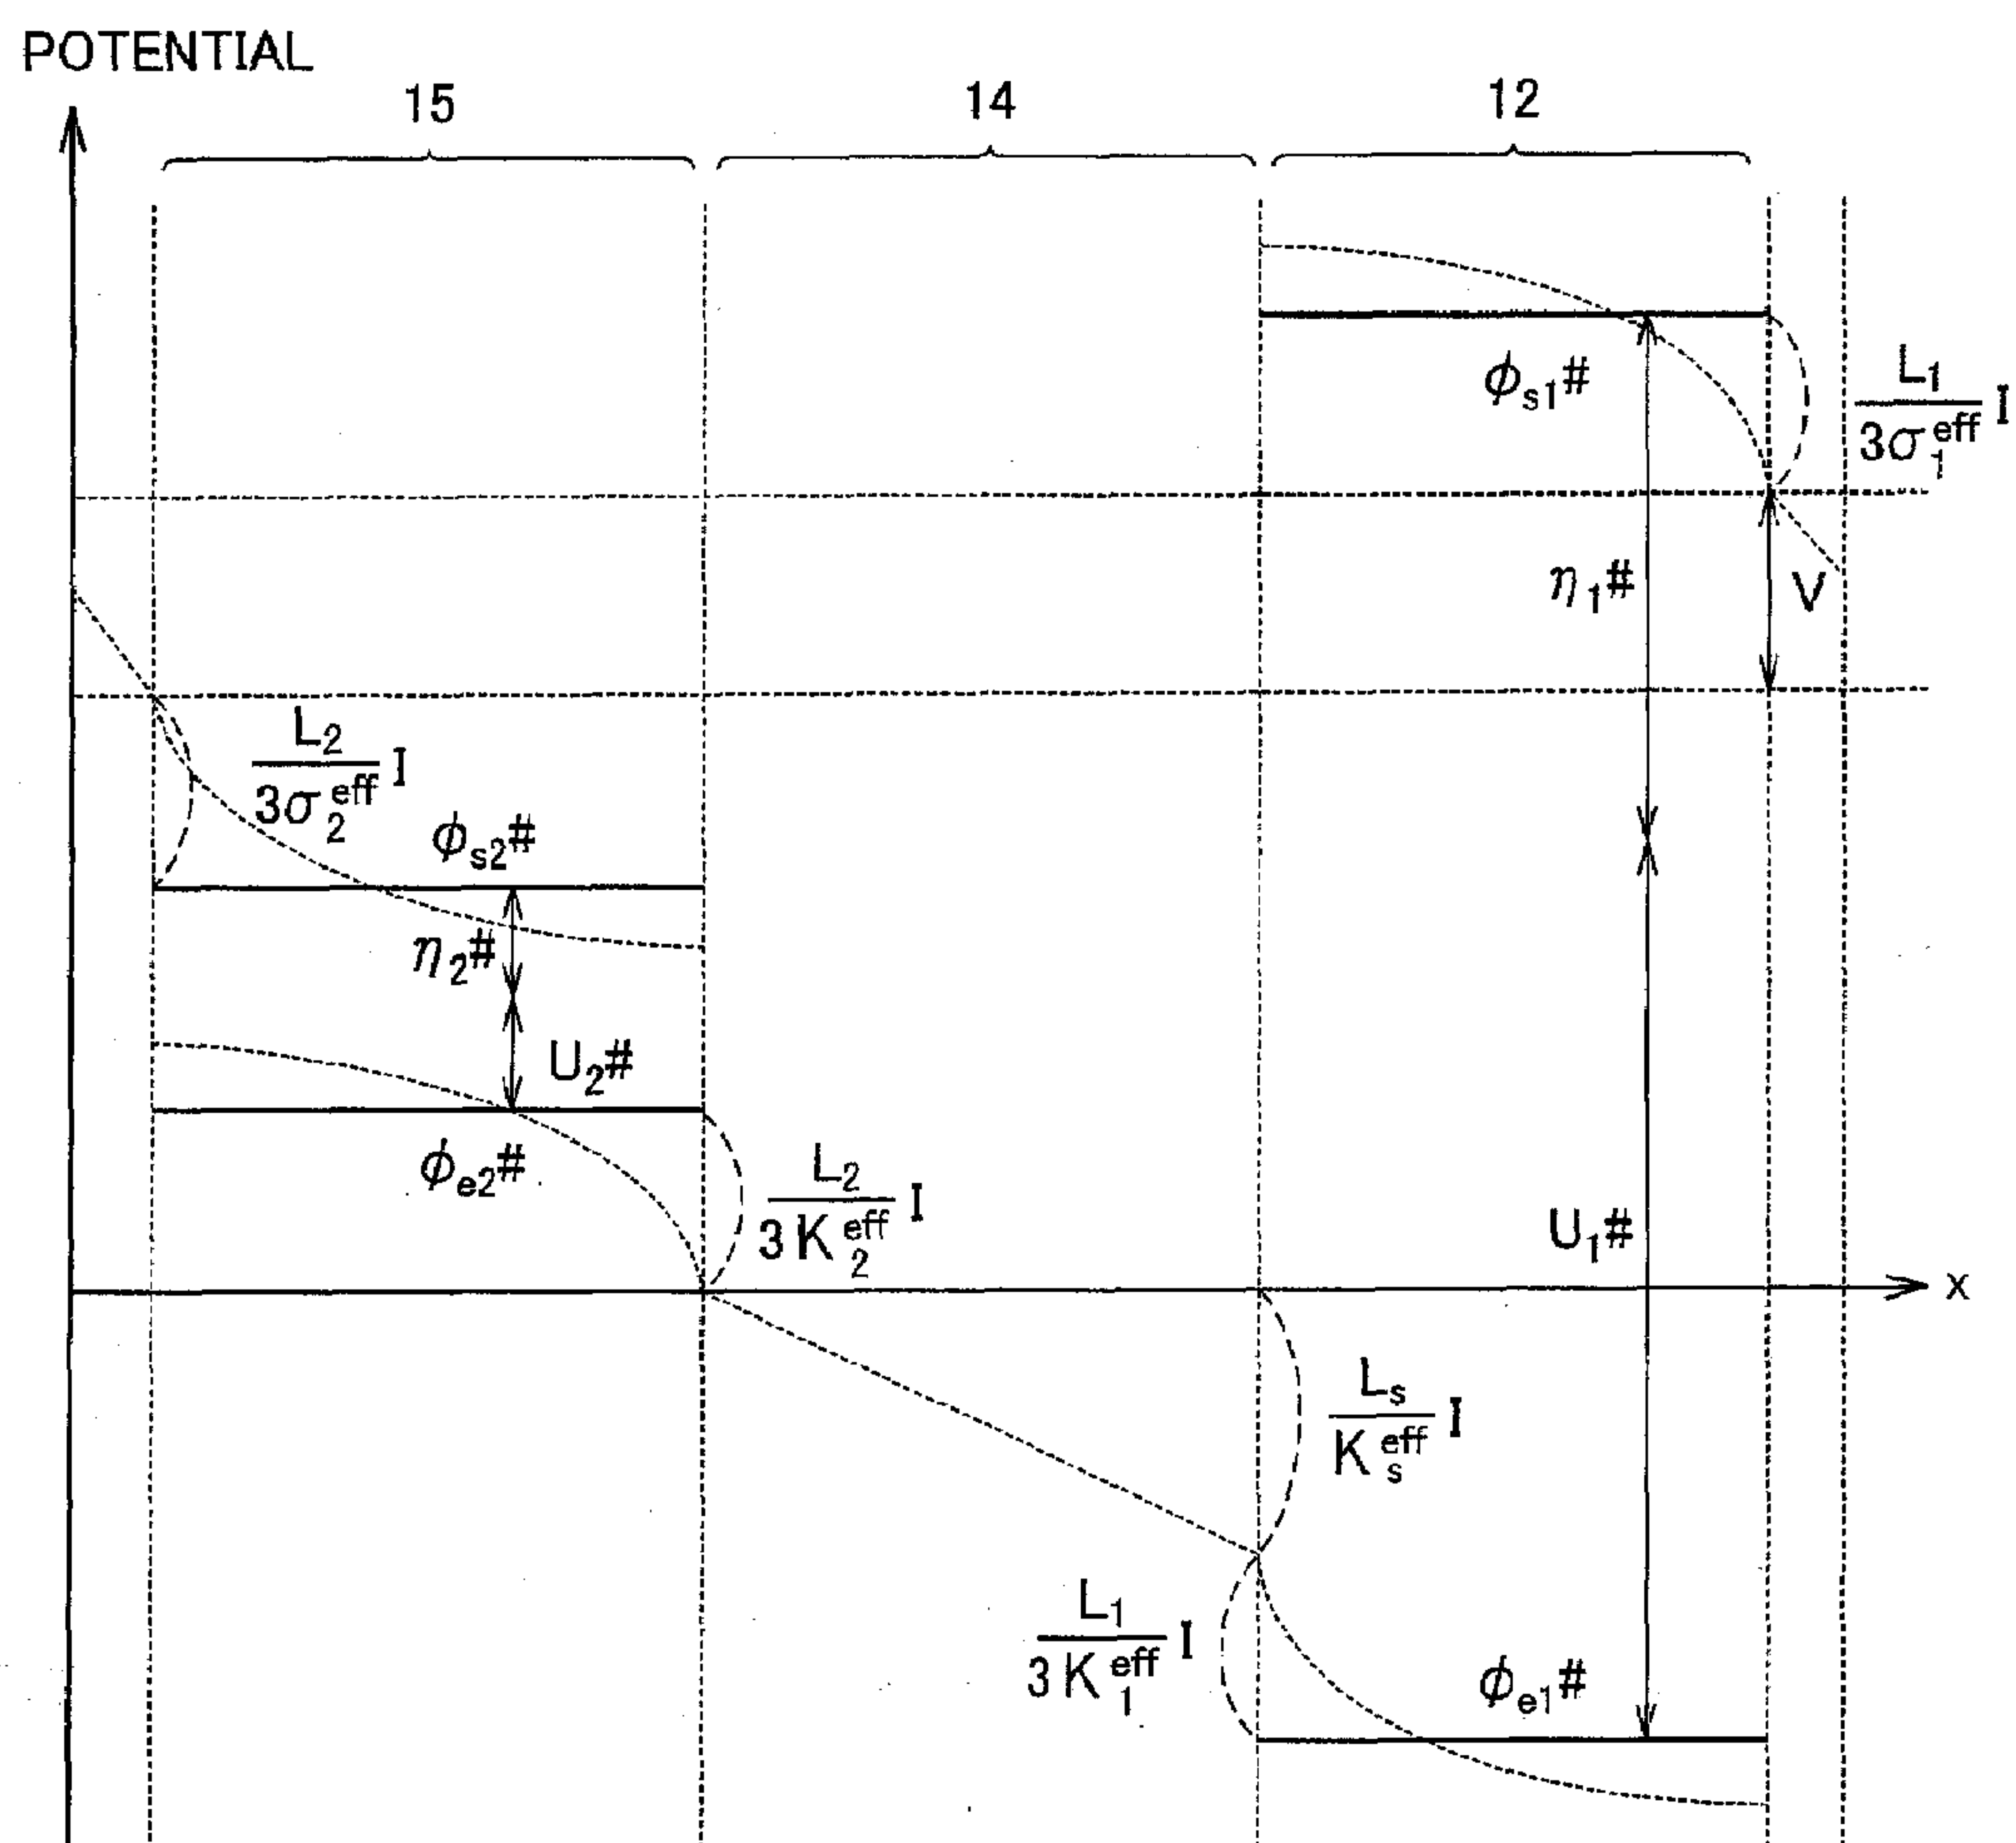 POTENTIAL
15 14 12
ϕs1#
L1
3σ1eff I
η1#
V
L2
3σ2eff I
ϕs2#
η2#
U2#
ϕe2#
L2
3K2eff I
U1#
x
Ls
Kseff I
L1
3K1eff I
ϕe1#